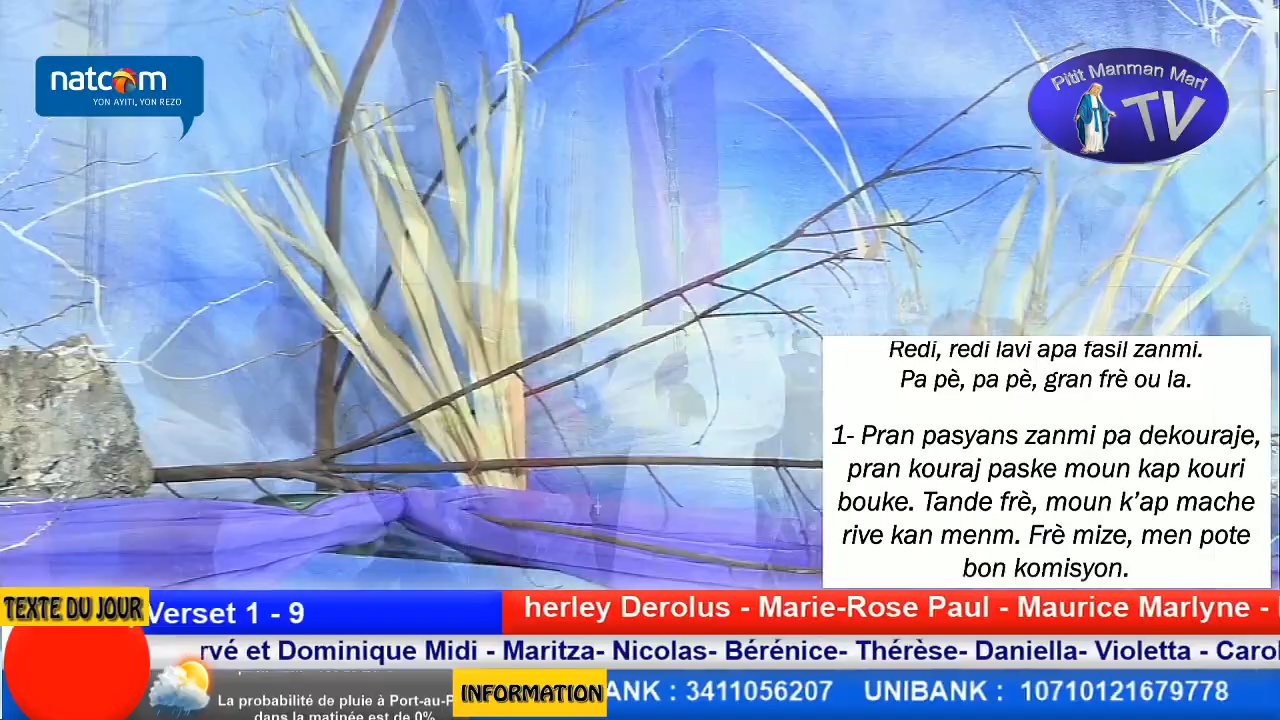 natcom
YON AYITI, YON REZO
Pitit Manman Mari
TV
Redi, redi lavi apa fasil zanmi.
Pa pè, pa pè, gran frè ou la.
1- Pran pasyans zanmi pa dekouraje,
pran kouraj paske moun kap kouri
bouke. Tande frè, moun k’ap mache
rive kan menm. Frè mize, men pote
bon komisyon.
TEXTE DU JOUR
Verset 1 - 9
herley Derolus - Marie-Rose Paul - Maurice Marlyne -
rvé et Dominique Midi - Maritza- Nicolas- Bérénice- Thérèse- Daniella- Violetta - Carol
La probabilité de pluie à Port-au-P
dans la matinée est de 0%
INFORMATION
ANK : 3411056207 UNIBANK : 10710121679778